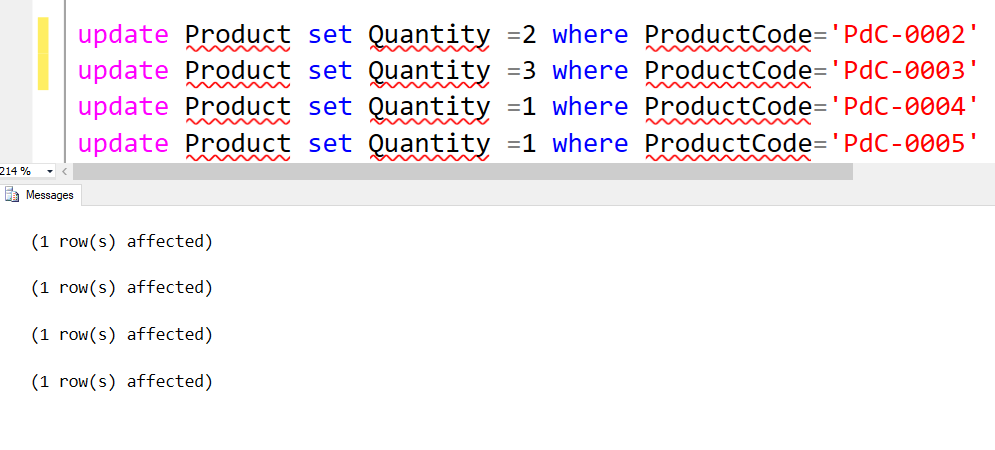 update Product set Quantity =2 where ProductCode='PdC-0002'
update Product set Quantity =3 where ProductCode='PdC-0003'
update Product set Quantity =1 where ProductCode='PdC-0004'
update Product set Quantity =1 where ProductCode='PdC-0005'
214 %
Messages
(1 row(s) affected)
(1 row(s) affected)
(1 row(s) affected)
(1 row(s) affected)